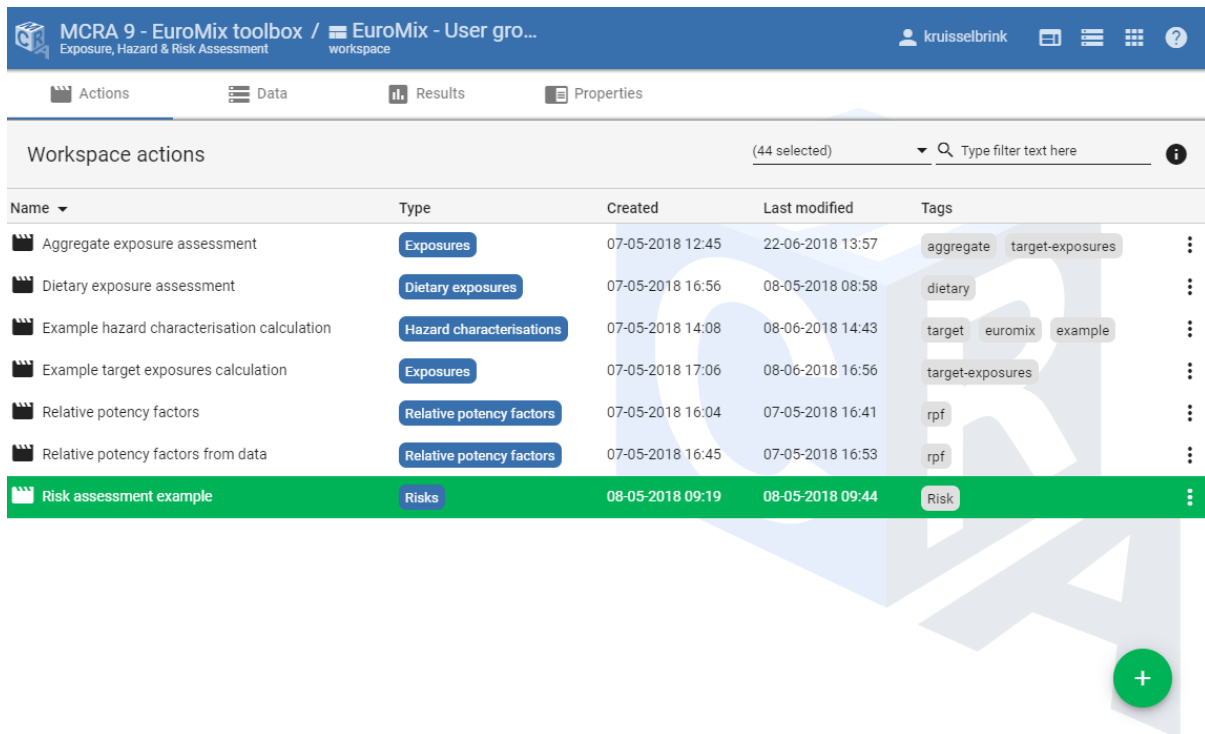 MCRA 9 - EuroMix toolbox / EuroMix - User gro...
Exposure, Hazard & Risk Assessment workspace
kruisselbrink
Actions Data Results Properties
Workspace actions
(44 selected) Type filter text here
Name Type Created Last modified Tags
Aggregate exposure assessment Exposures 07-05-2018 12:45 22-06-2018 13:57 aggregate target-exposures
Dietary exposure assessment Dietary exposures 07-05-2018 16:56 08-05-2018 08:58 dietary
Example hazard characterisation calculation Hazard characterisations 07-05-2018 14:08 08-06-2018 14:43 target euromix example
Example target exposures calculation Exposures 07-05-2018 17:06 08-06-2018 16:56 target-exposures
Relative potency factors Relative potency factors 07-05-2018 16:04 07-05-2018 16:41 rpf
Relative potency factors from data Relative potency factors 07-05-2018 16:45 07-05-2018 16:53 rpf
Risk assessment example Risks 08-05-2018 09:19 08-05-2018 09:44 Risk
CRA
+